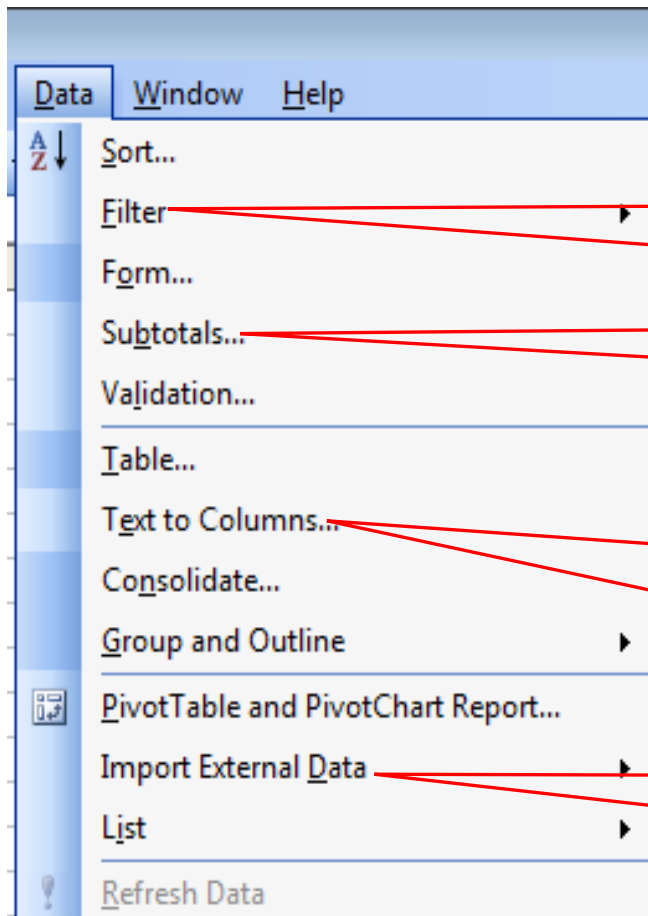 Data Window Help
Sort...
Filter
Form...
Subtotals...
Validation...
Table...
Text to Columns...
Consolidate...
Group and Outline
PivotTable and PivotChart Report...
Import External Data
List
Refresh Data